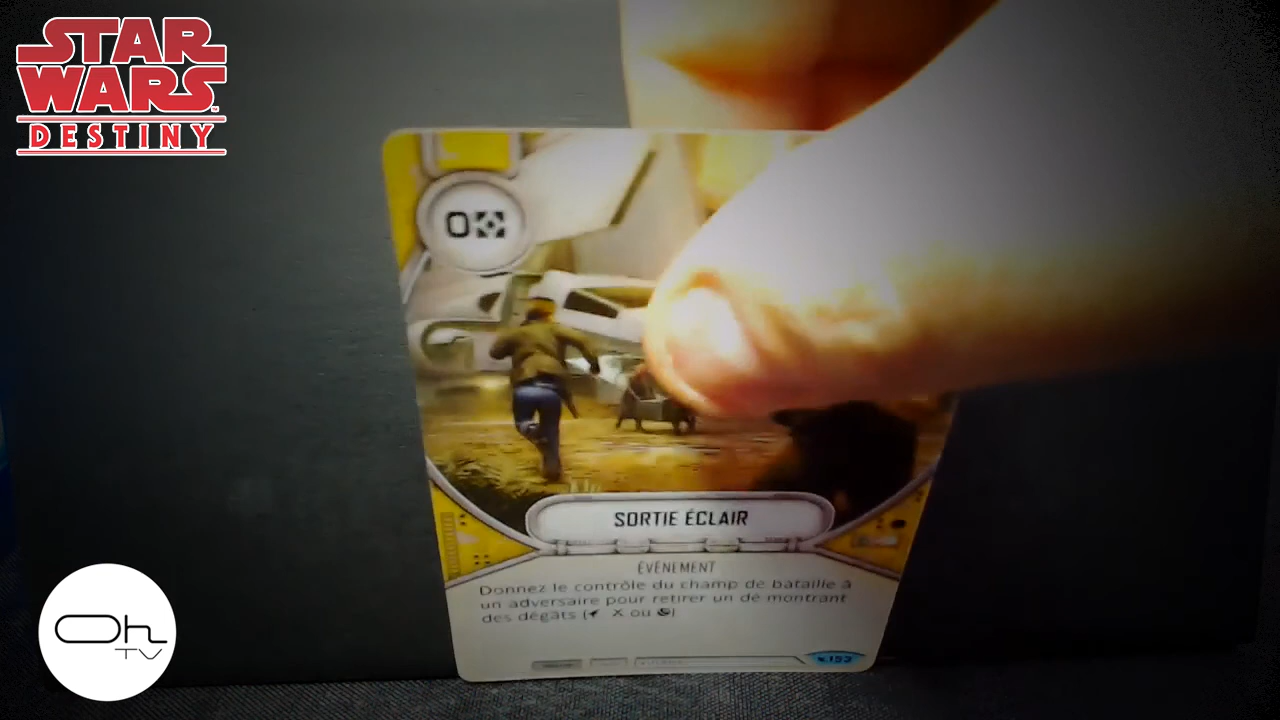 STAR
WARS
DESTINY
0
SORTIE ÉCLAIR
ÉVÉNEMENT
Donnez le contrôle du champ de bataille à
un adversaire pour retirer un dé montrant
des dégâts ( ou )
Oh
TV